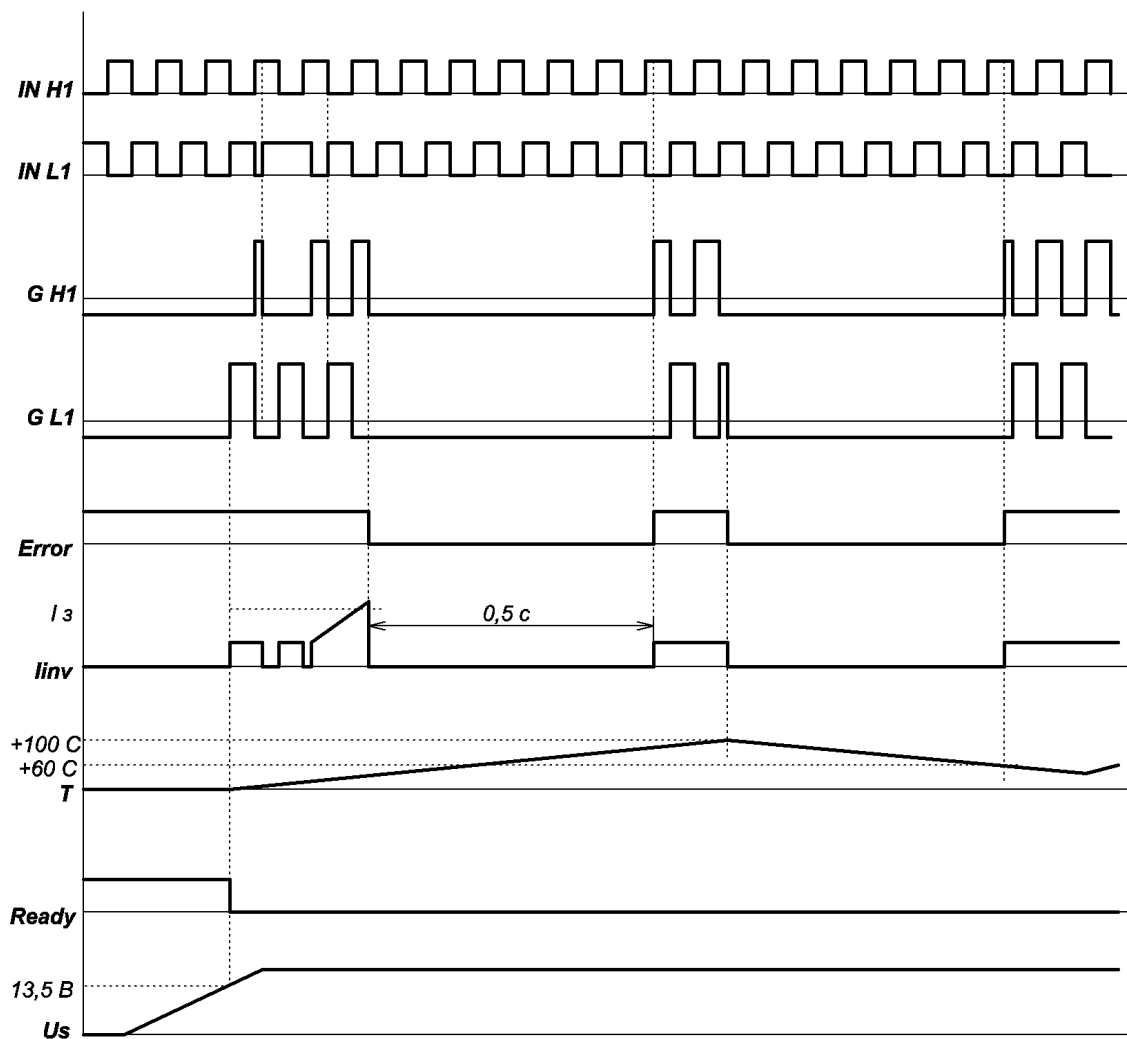 IN H1
IN L1
G H1
G L1
Error
I з
0,5 с
Iinv
+100 C
+60 C
T
Ready
13,5 В
Us